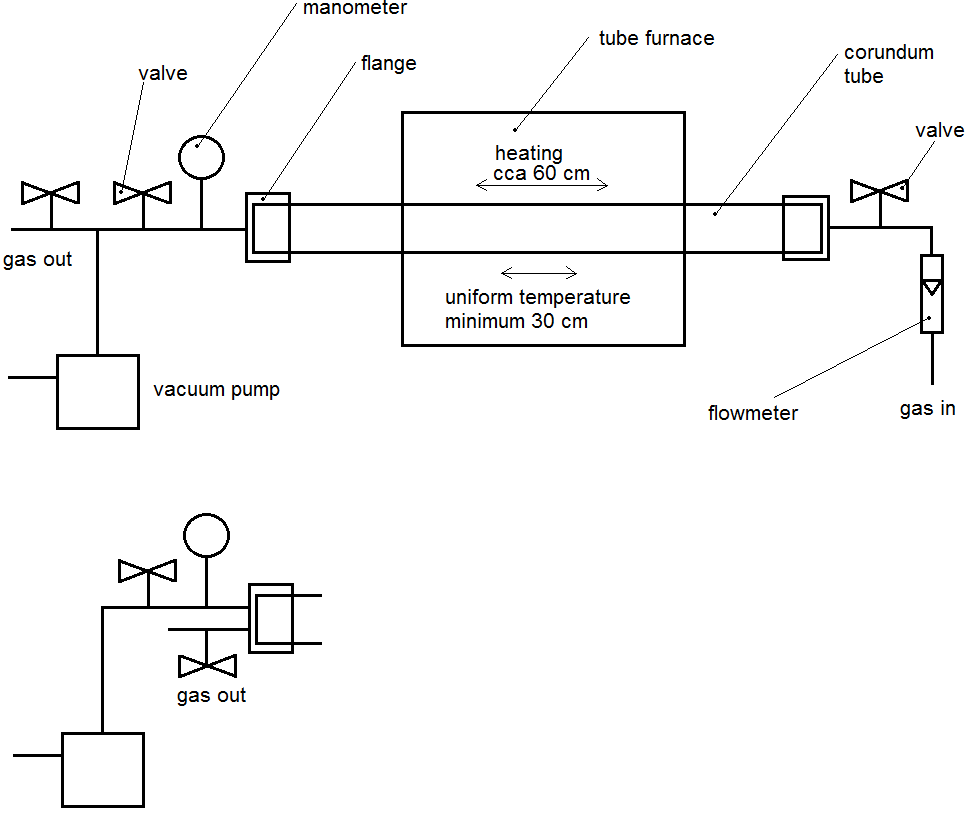 manometer
tube furnace
flange
corundum
tube
valve
valve
heating
cca 60 cm
gas out
uniform temperature
minimum 30 cm
vacuum pump
flowmeter
gas in
gas out